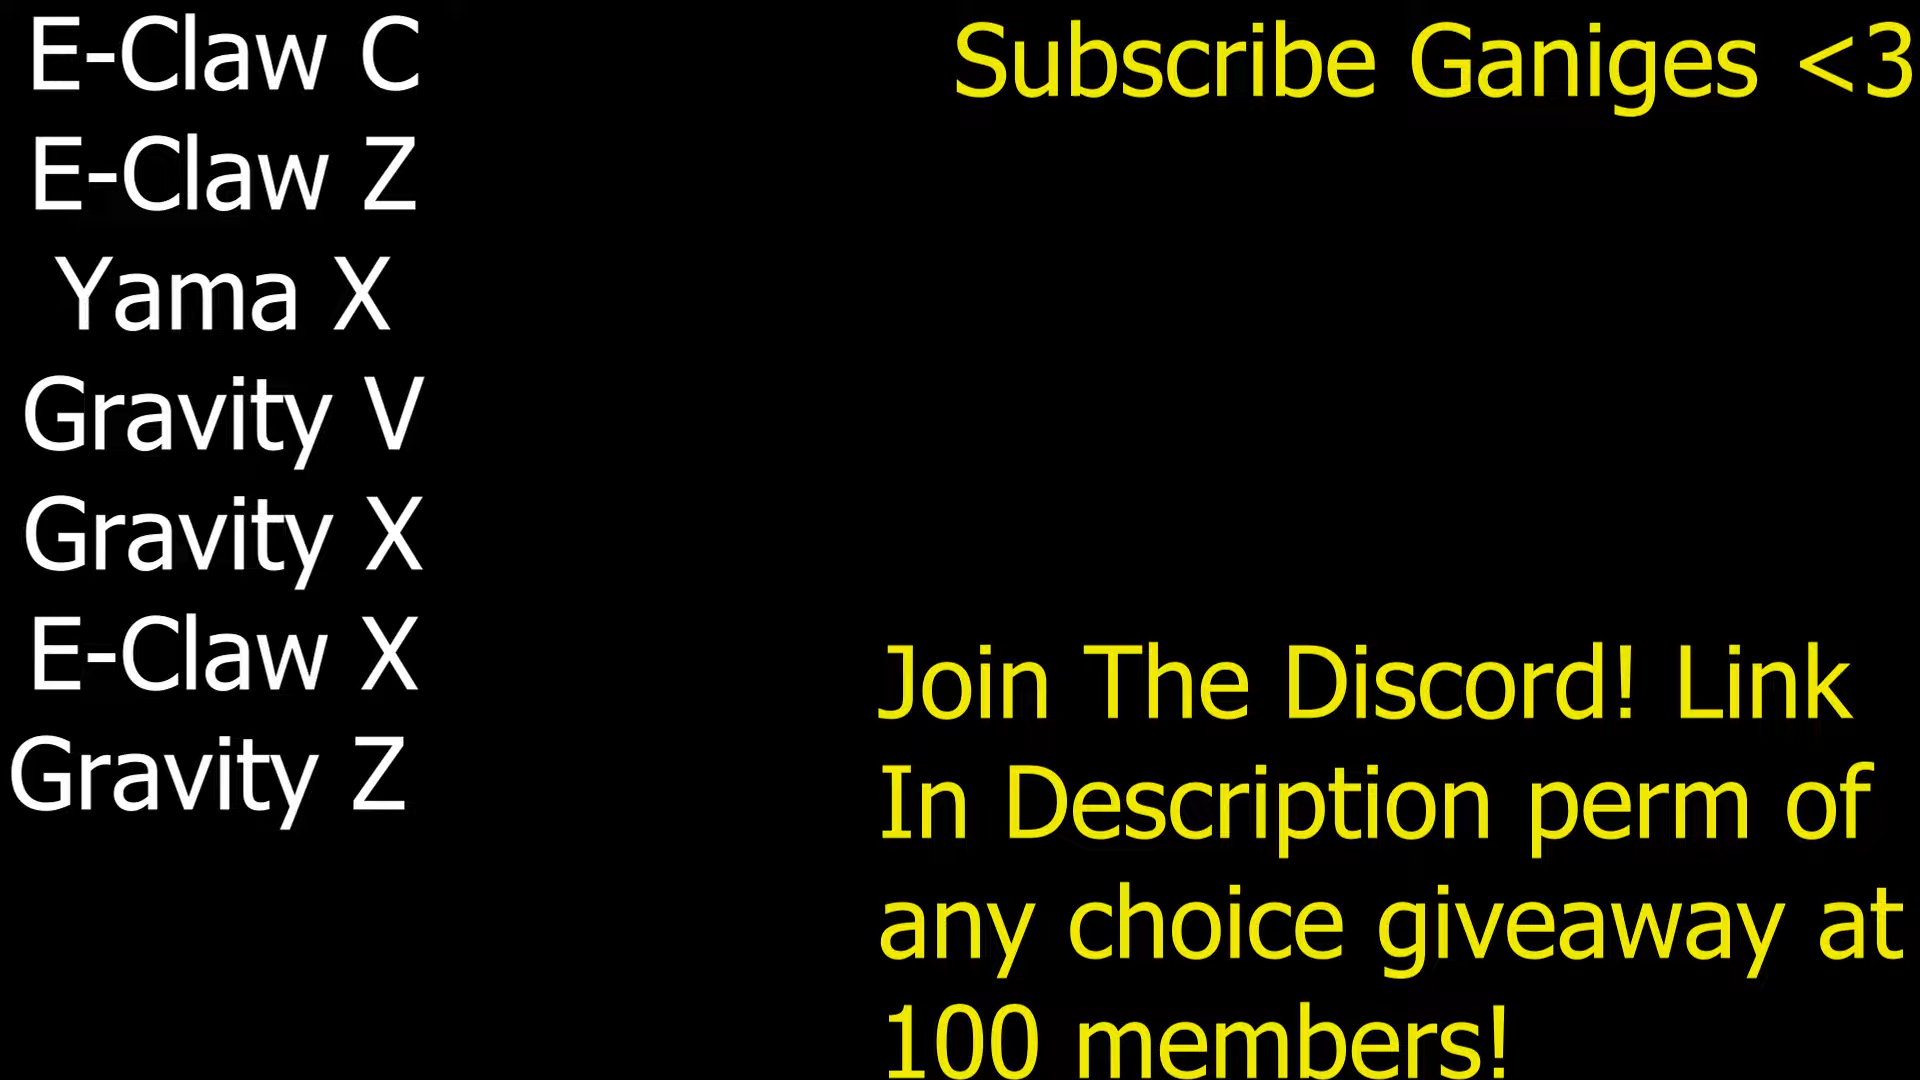 E-Claw C
E-Claw Z
Yama X
Gravity V
Gravity X
E-Claw X
Gravity Z
Subscribe Ganiges <3
Join The Discord! Link
In Description perm of
any choice giveaway at
100 members!